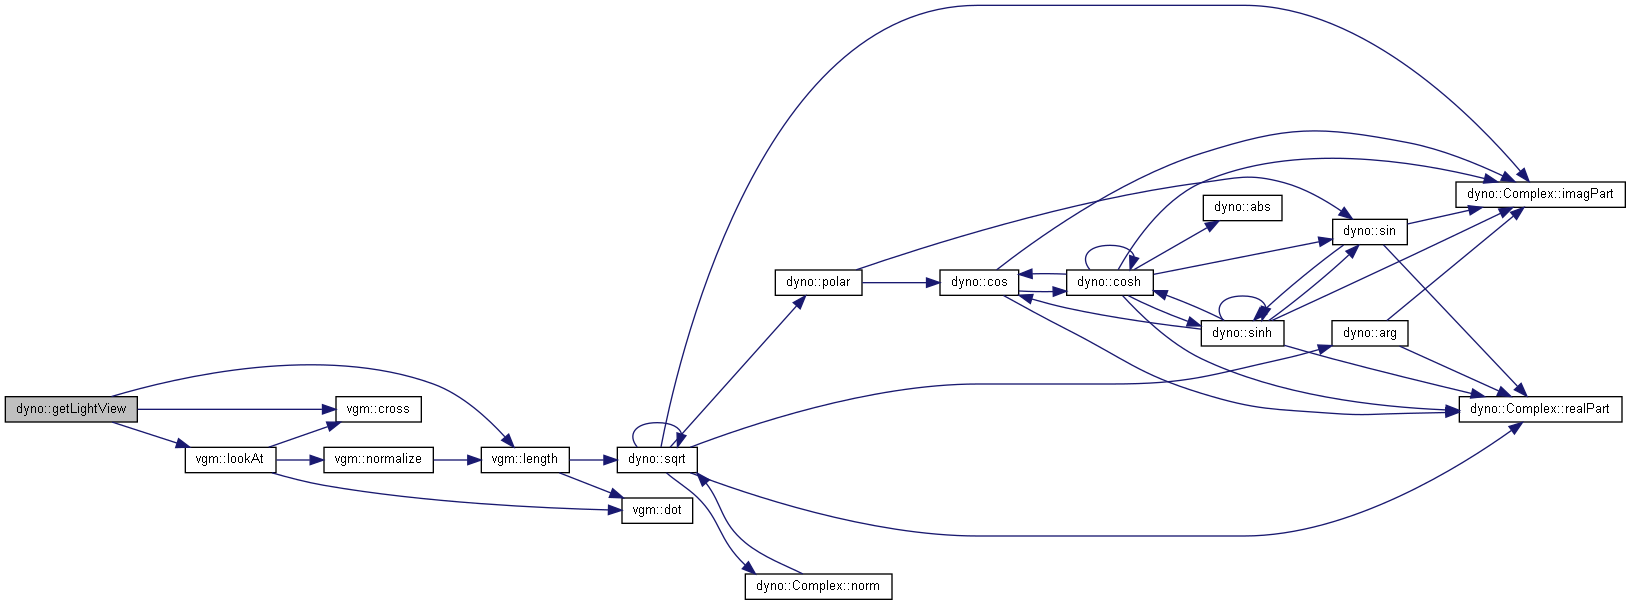 dyno::getLightView
vgm::cross
vgm::lookAt
vgm::normalize
vgm::length
dyno::sqrt
vgm::dot
dyno::Complex::norm
dyno::polar
dyno::cos
dyno::cosh
dyno::abs
dyno::sinh
dyno::sin
dyno::arg
dyno::Complex::imagPart
dyno::Complex::realPart